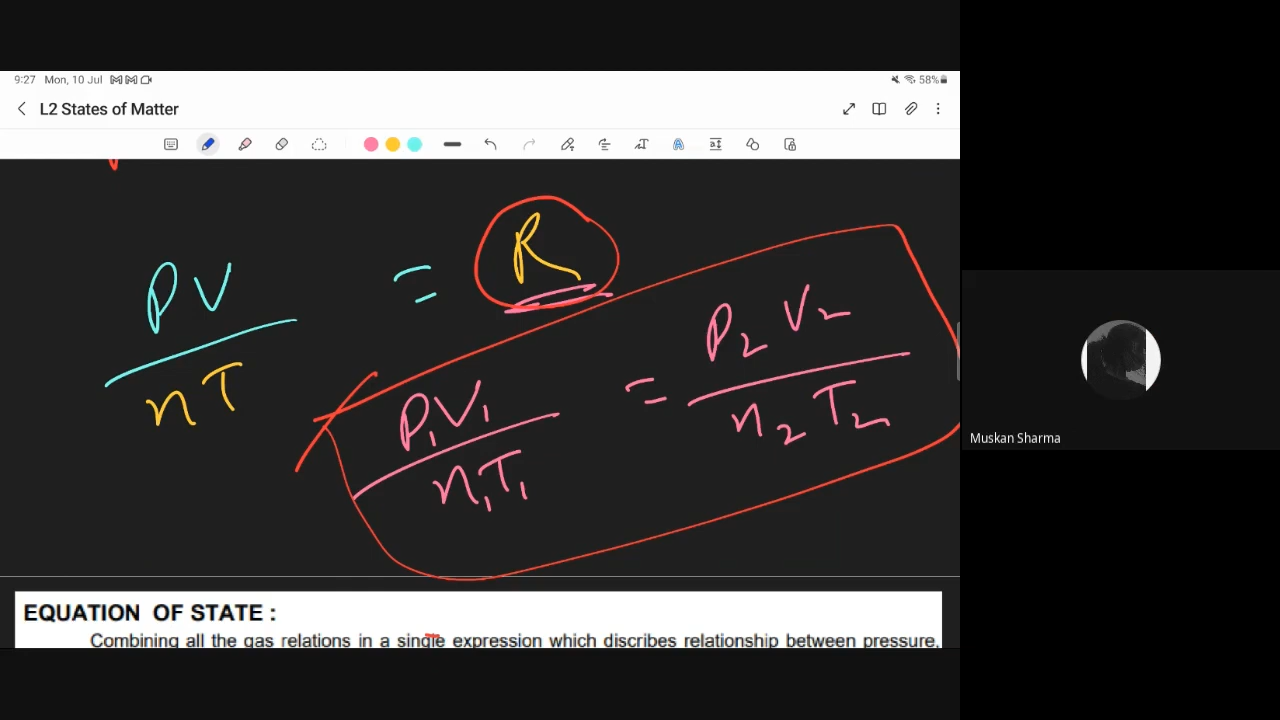 9:27 Mon, 10 Jul 58%
L2 States of Matter
PV / nT = R
P₁V₁ / n₁T₁ = P₂V₂ / n₂T₂
Muskan Sharma
EQUATION OF STATE :
Combining all the gas relations in a single expression which discribes relationship between pressure,